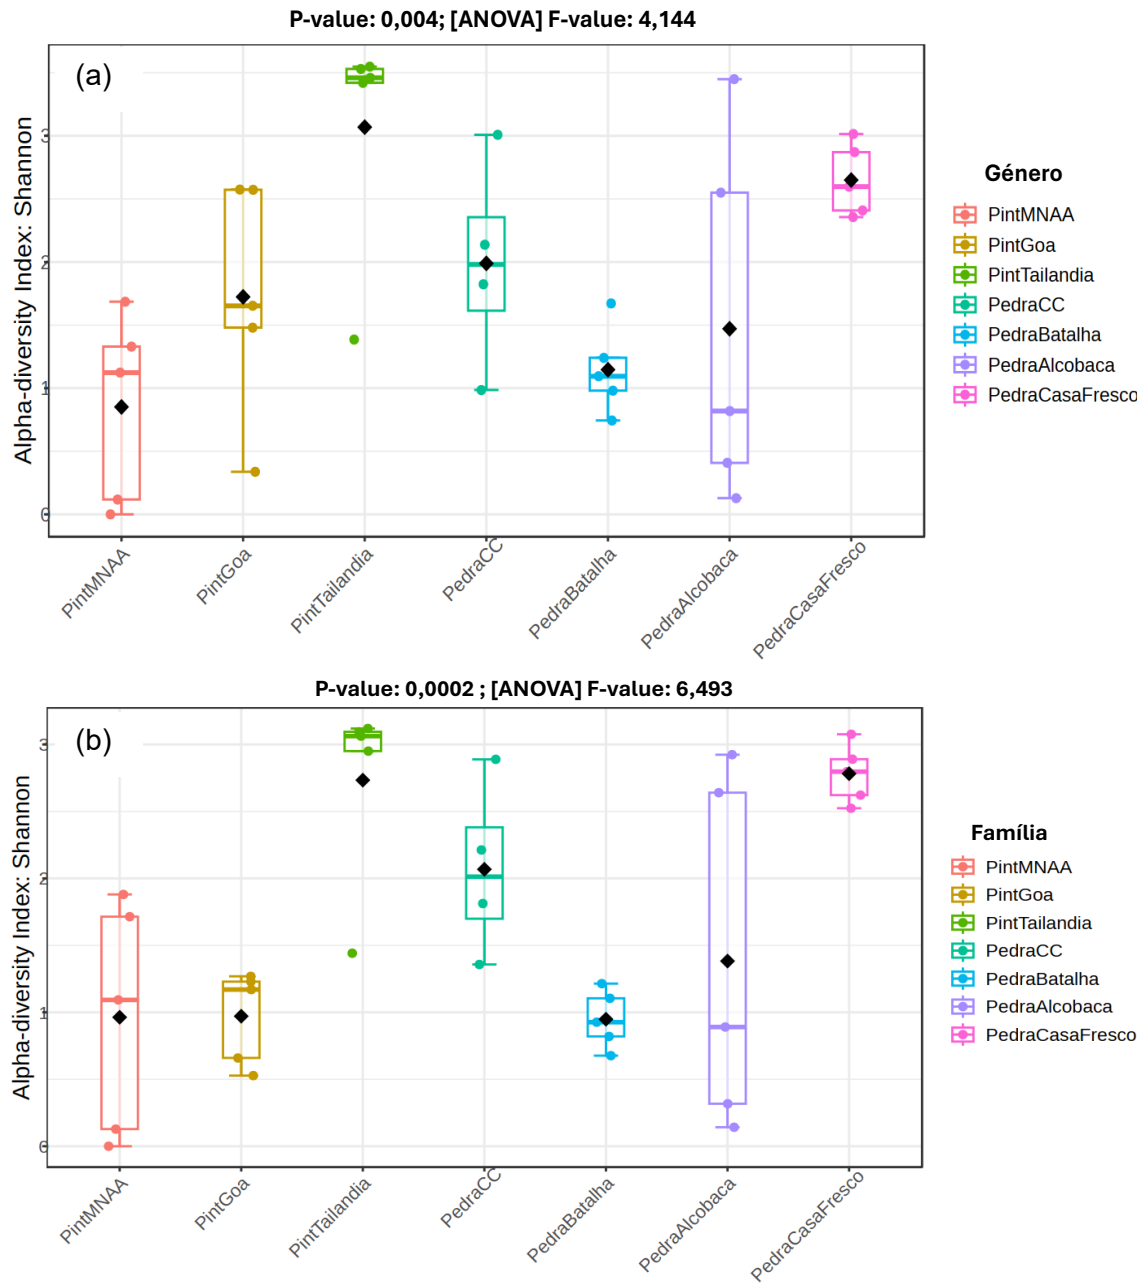 P-value: 0,004; [ANOVA] F-value: 4,144
(a)
Alpha-diversity Index: Shannon
3
2
1
0
PintMNAA
PintGoa
PintTailandia
PedraCC
PedraBatalha
PedraAlcobaca
PedraCasaFresco
Género
PintMNAA
PintGoa
PintTailandia
PedraCC
PedraBatalha
PedraAlcobaca
PedraCasaFresco
P-value: 0,0002 ; [ANOVA] F-value: 6,493
(b)
Alpha-diversity Index: Shannon
3
2
1
0
PintMNAA
PintGoa
PintTailandia
PedraCC
PedraBatalha
PedraAlcobaca
PedraCasaFresco
Família
PintMNAA
PintGoa
PintTailandia
PedraCC
PedraBatalha
PedraAlcobaca
PedraCasaFresco